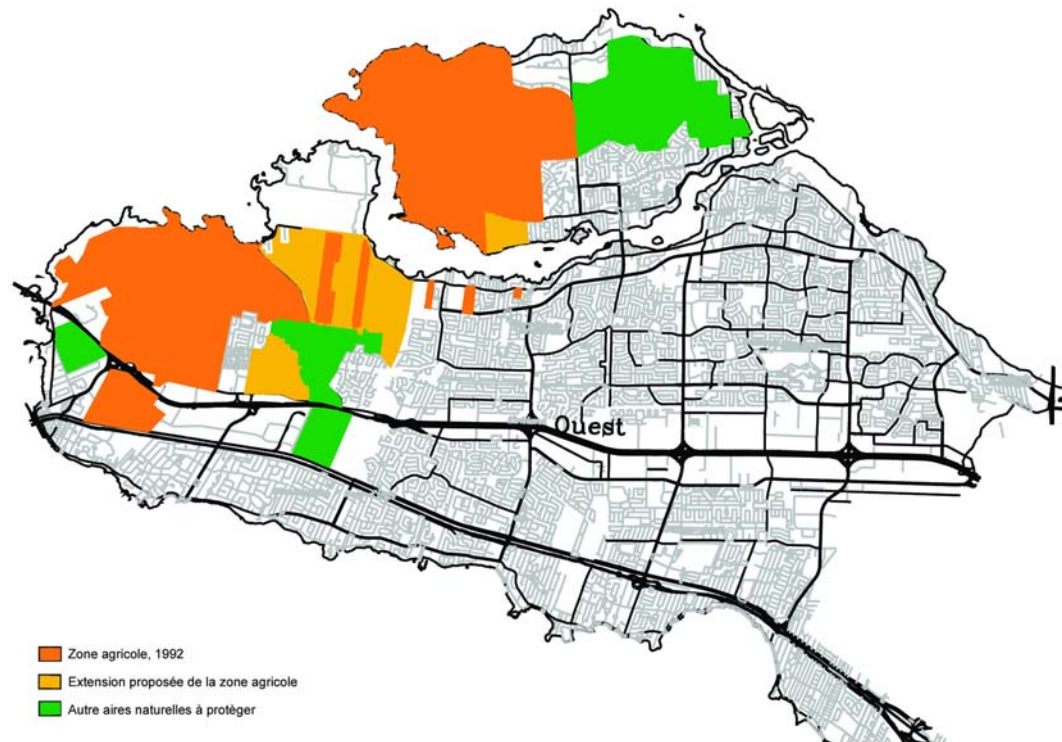 Ouest
Zone agricole, 1992
Extension proposée de la zone agricole
Autre aires naturelles à protèger